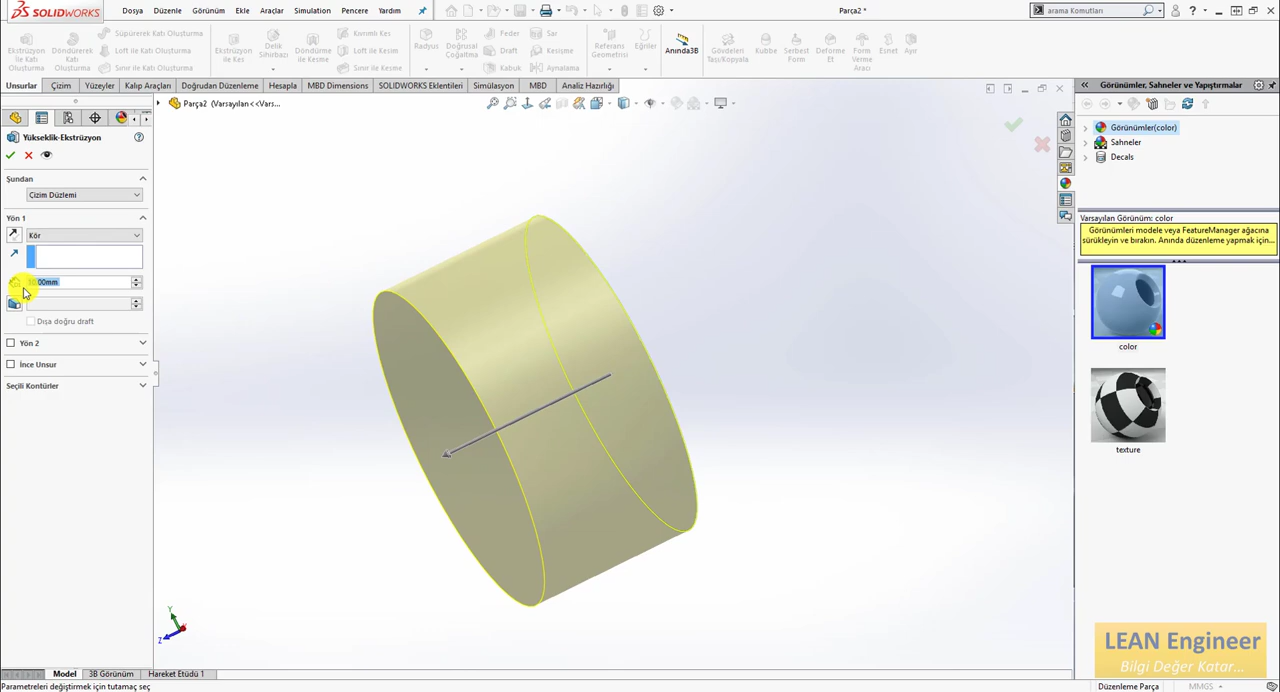 SOLIDWORKS
Dosya Düzenle Görünüm Ekle Araçlar Simulation Pencere Yardım
Parça2 *
arama Komutları
Ekstrüzyon ile Katı Oluşturma
Döndürerek Katı Oluşturma
Süpürerek Katı Oluşturma
Loft ile Katı Oluşturma
Sınır ile Katı Oluşturma
Ekstrüzyon ile Kes
Delik Sihirbazı
Döndürme ile Kesme
Kıvrımlı Kes
Loft ile Kesim
Sınır ile Kesme
Radyus
Doğrusal Çoğaltma
Feder
Draft
Kabuk
Sar
Kesişme
Aynalama
Referans Geometrisi
Eğriler
Anında3B
Gövdeleri Taşı/Kopyala
Kubbe
Serbest Form
Deforme Et
Form Verme Aracı
Esnet
Ayır
Unsurlar Çizim Yüzeyler Kalıp Araçları Doğrudan Düzenleme Hesapla MBD Dimensions SOLIDWORKS Eklentileri Simülasyon MBD Analiz Hazırlığı
Parça2 (Varsayılan <<Vars...
Yükseklik-Ekstrüzyon
Şundan
Çizim Düzlemi
Yön 1
Kör
Dışa doğru draft
Yön 2
İnce Unsur
Seçili Kontürler
Y
Z
Görünümler, Sahneler ve Yapıştırmalar
Görünümler(color)
Sahneler
Decals
Varsayılan Görünüm: color
Görünümleri modele veya FeatureManager ağacına
sürükleyin ve bırakın. Anında düzenleme yapmak için...
color
texture
LEAN Engineer
Bilgi Değer Katar...
Model 3B Görünüm Hareket Etüdü 1
Parametreleri değiştirmek için tutamaç seç
Düzenleme Parça MMGS